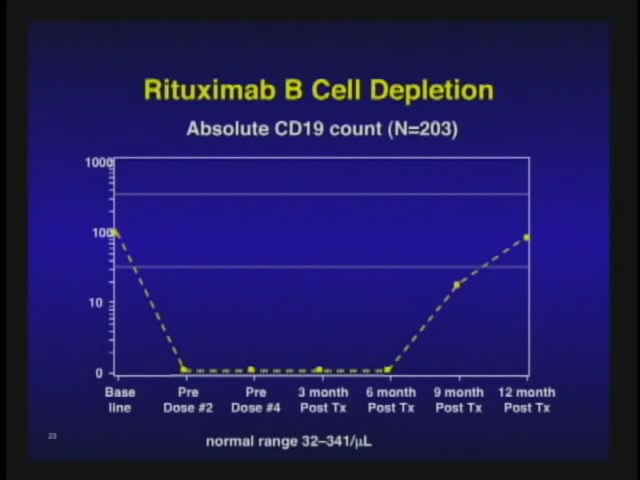 Rituximab B Cell Depletion
Absolute CD19 count (N=203)
1000
100
10
0
Base line
Pre Dose #2
Pre Dose #4
3 month Post Tx
6 month Post Tx
9 month Post Tx
12 month Post Tx
23
normal range 32–341/µL